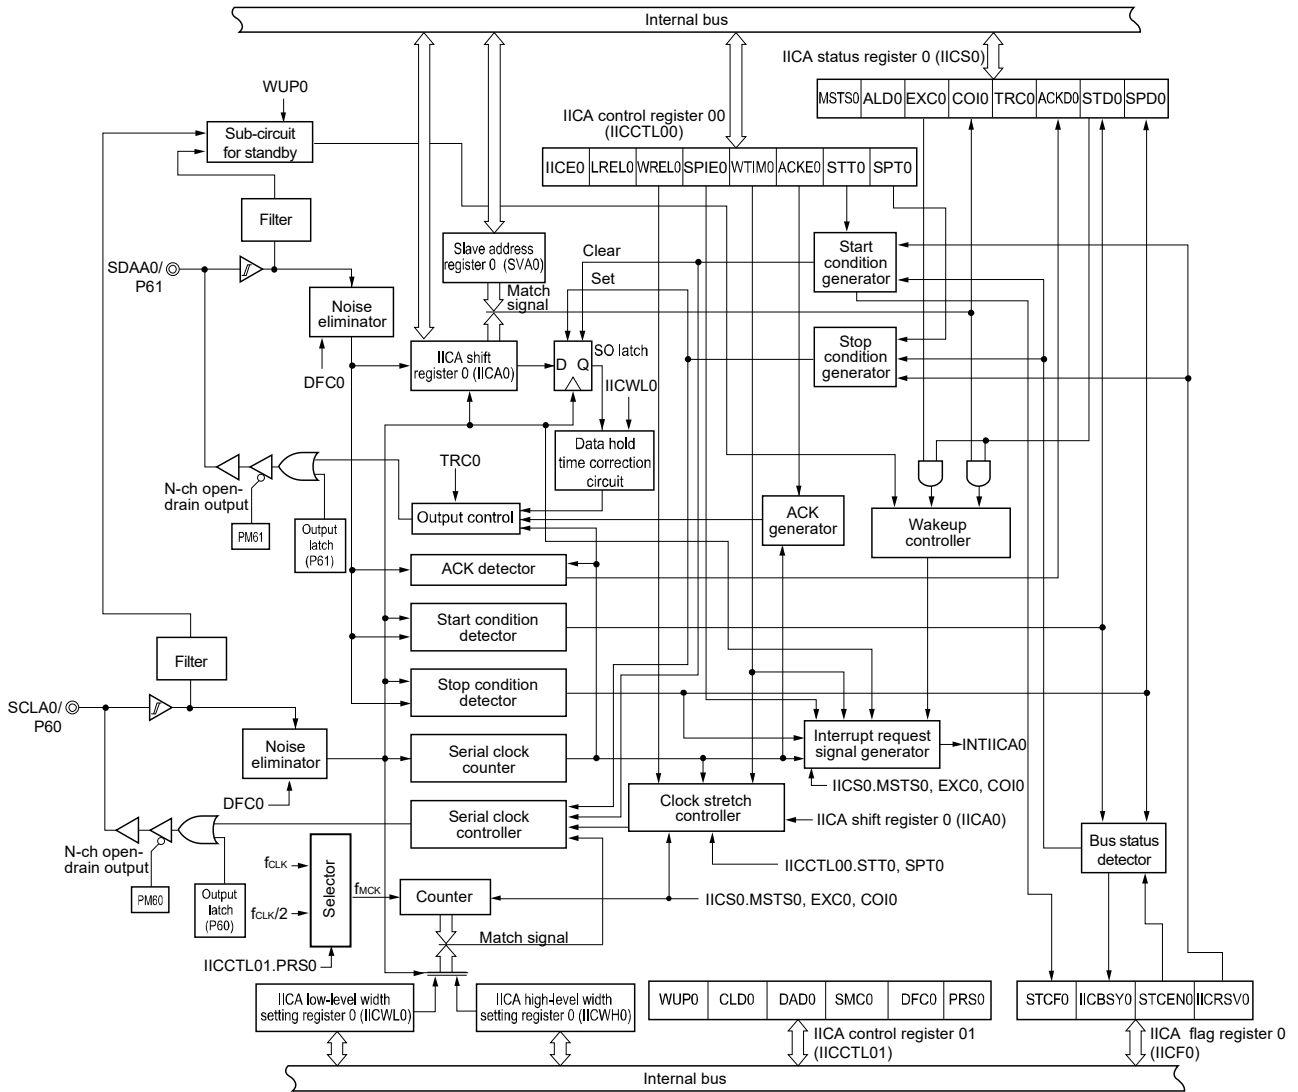 Internal bus
IICA status register 0 (IICS0)
MSTS0 ALD0 EXC0 COI0 TRC0 ACKD0 STD0 SPD0
WUP0
IICA control register 00
(IICCTL00)
Sub-circuit
for standby
IICE0 LREL0 WREL0 SPIE0 WTIM0 ACKE0 STT0 SPT0
Filter
Slave address
register 0 (SVA0)
Clear
Start
condition
generator
SDAA0/
P61
Set
Match
signal
Noise
eliminator
DFC0
IICA shift
register 0 (IICA0)
D Q
SO latch
IICWL0
Stop
condition
generator
Data hold
time correction
circuit
TRC0
N-ch open-
drain output
PM61
Output
latch
(P61)
Output control
ACK
generator
Wakeup
controller
ACK detector
Start condition
detector
Filter
Stop condition
detector
SCLA0/
P60
Noise
eliminator
DFC0
Serial clock
counter
Interrupt request
signal generator
INTIICA0
IICS0.MSTS0, EXC0, COI0
Serial clock
controller
Clock stretch
controller
IICA shift register 0 (IICA0)
Bus status
detector
N-ch open-
drain output
PM60
Output
latch
(P60)
fCLK
fCLK/2
Selector
fMCK
Counter
IICCTL00.STT0, SPT0
IICS0.MSTS0, EXC0, COI0
Match signal
IICCTL01.PRS0
IICA low-level width
setting register 0 (IICWL0)
IICA high-level width
setting register 0 (IICWH0)
WUP0 CLD0 DAD0 SMC0 DFC0 PRS0
STCF0 IICBSY0 STCEN0 IICRSV0
IICA control register 01
(IICCTL01)
IICA flag register 0
(IICF0)
Internal bus